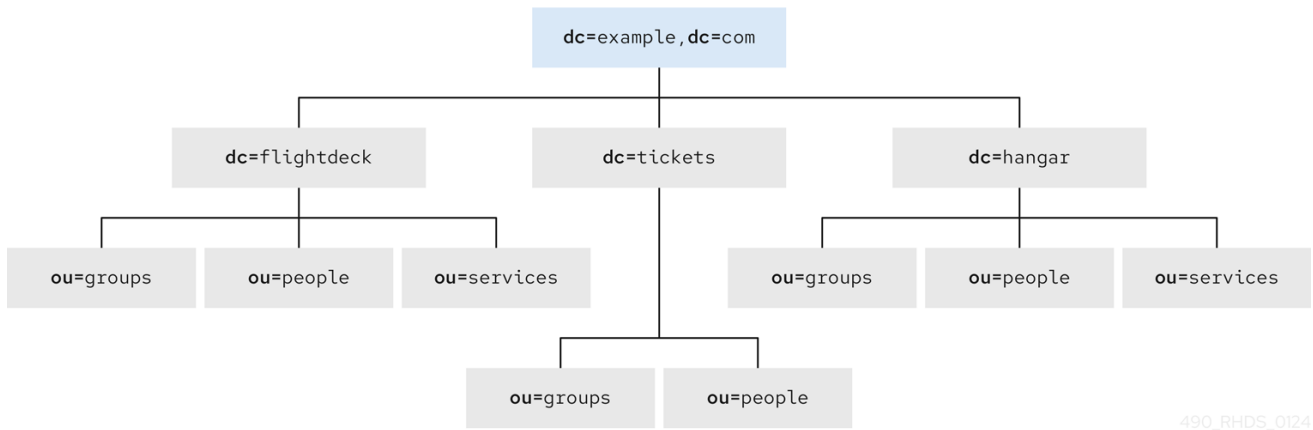 dc=example,dc=com
dc=flightdeck
dc=tickets
dc=hangar
ou=groups
ou=people
ou=services
ou=groups
ou=people
ou=services
ou=groups
ou=people
490_RHDS_0124